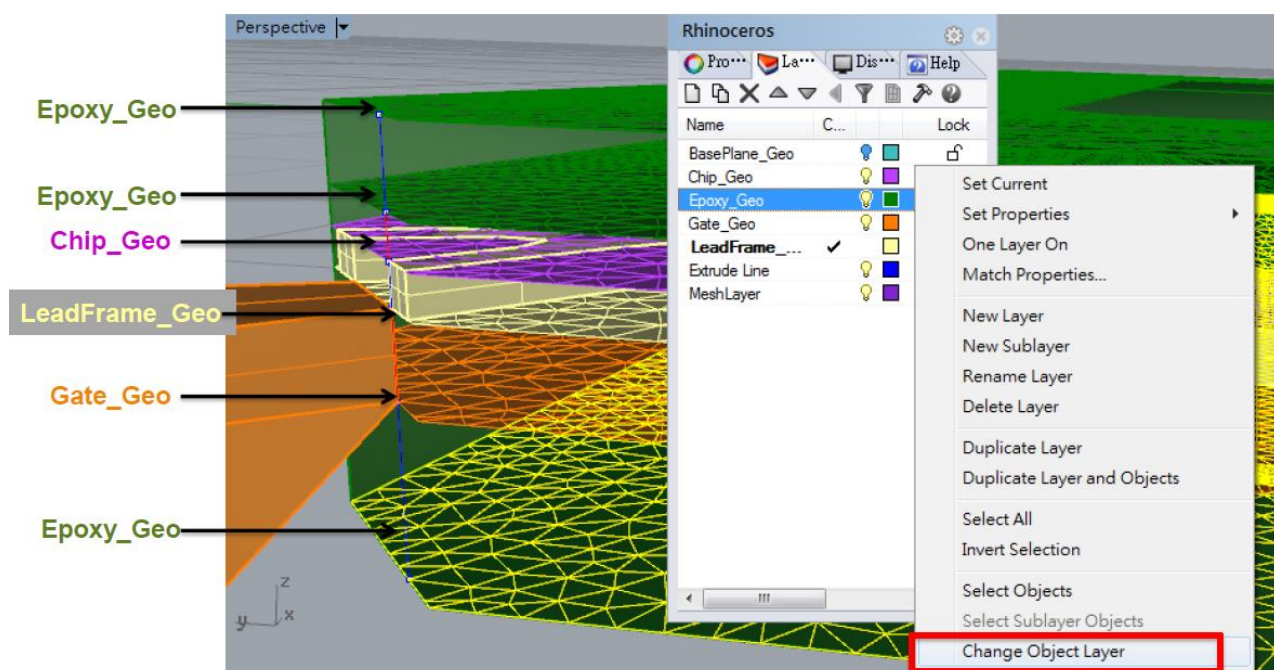 Perspective
Epoxy_Geo
Epoxy_Geo
Chip_Geo
LeadFrame_Geo
Gate_Geo
Epoxy_Geo
z
y
x
Rhinoceros
Pro··· La··· Dis··· Help
Name C... Lock
BasePlane_Geo
Chip_Geo
Epoxy_Geo
Gate_Geo
LeadFrame_...
Extrude Line
MeshLayer
Set Current
Set Properties
One Layer On
Match Properties...
New Layer
New Sublayer
Rename Layer
Delete Layer
Duplicate Layer
Duplicate Layer and Objects
Select All
Invert Selection
Select Objects
Select Sublayer Objects
Change Object Layer